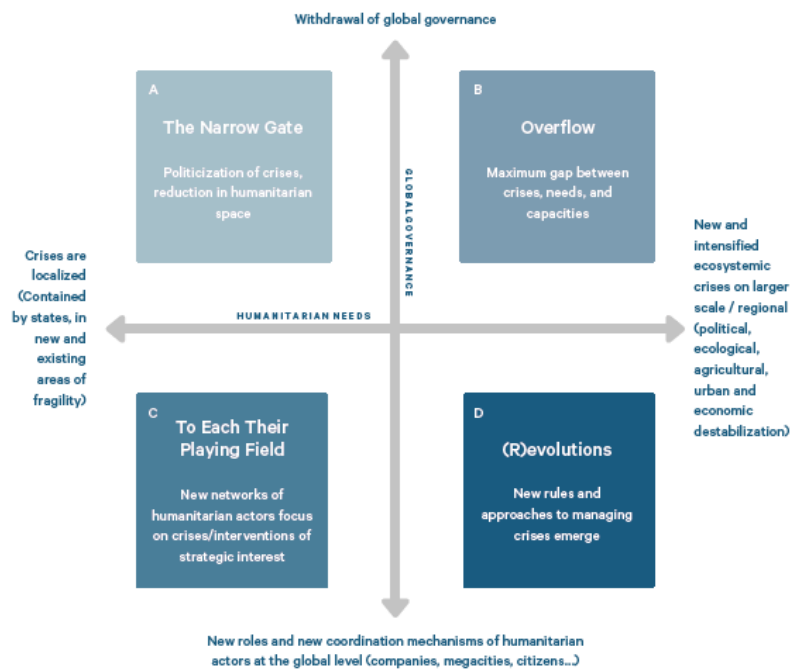 Withdrawal of global governance
A
The Narrow Gate
Politicization of crises,
reduction in humanitarian
space
B
Overflow
Maximum gap between
crises, needs, and
capacities
GLOBAL GOVERNANCE
HUMANITARIAN NEEDS
Crises are
localized
(Contained
by states, in
new and
existing
areas of
fragility)
New and
intensified
ecosystemic
crises on larger
scale / regional
(political,
ecological,
agricultural,
urban and
economic
destabilization)
C
To Each Their
Playing Field
New networks of
humanitarian actors focus
on crises/interventions of
strategic interest
D
(R)evolutions
New rules and
approaches to managing
crises emerge
New roles and new coordination mechanisms of humanitarian
actors at the global level (companies, megacities, citizens...)